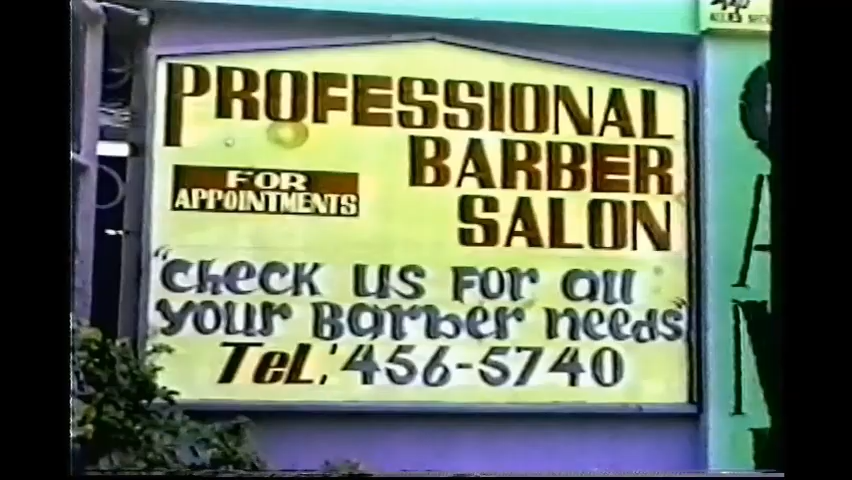 PROFESSIONAL
BARBER
SALON
FOR
APPOINTMENTS
"Check us for all
your Barber needs"
TEL: 456-5740